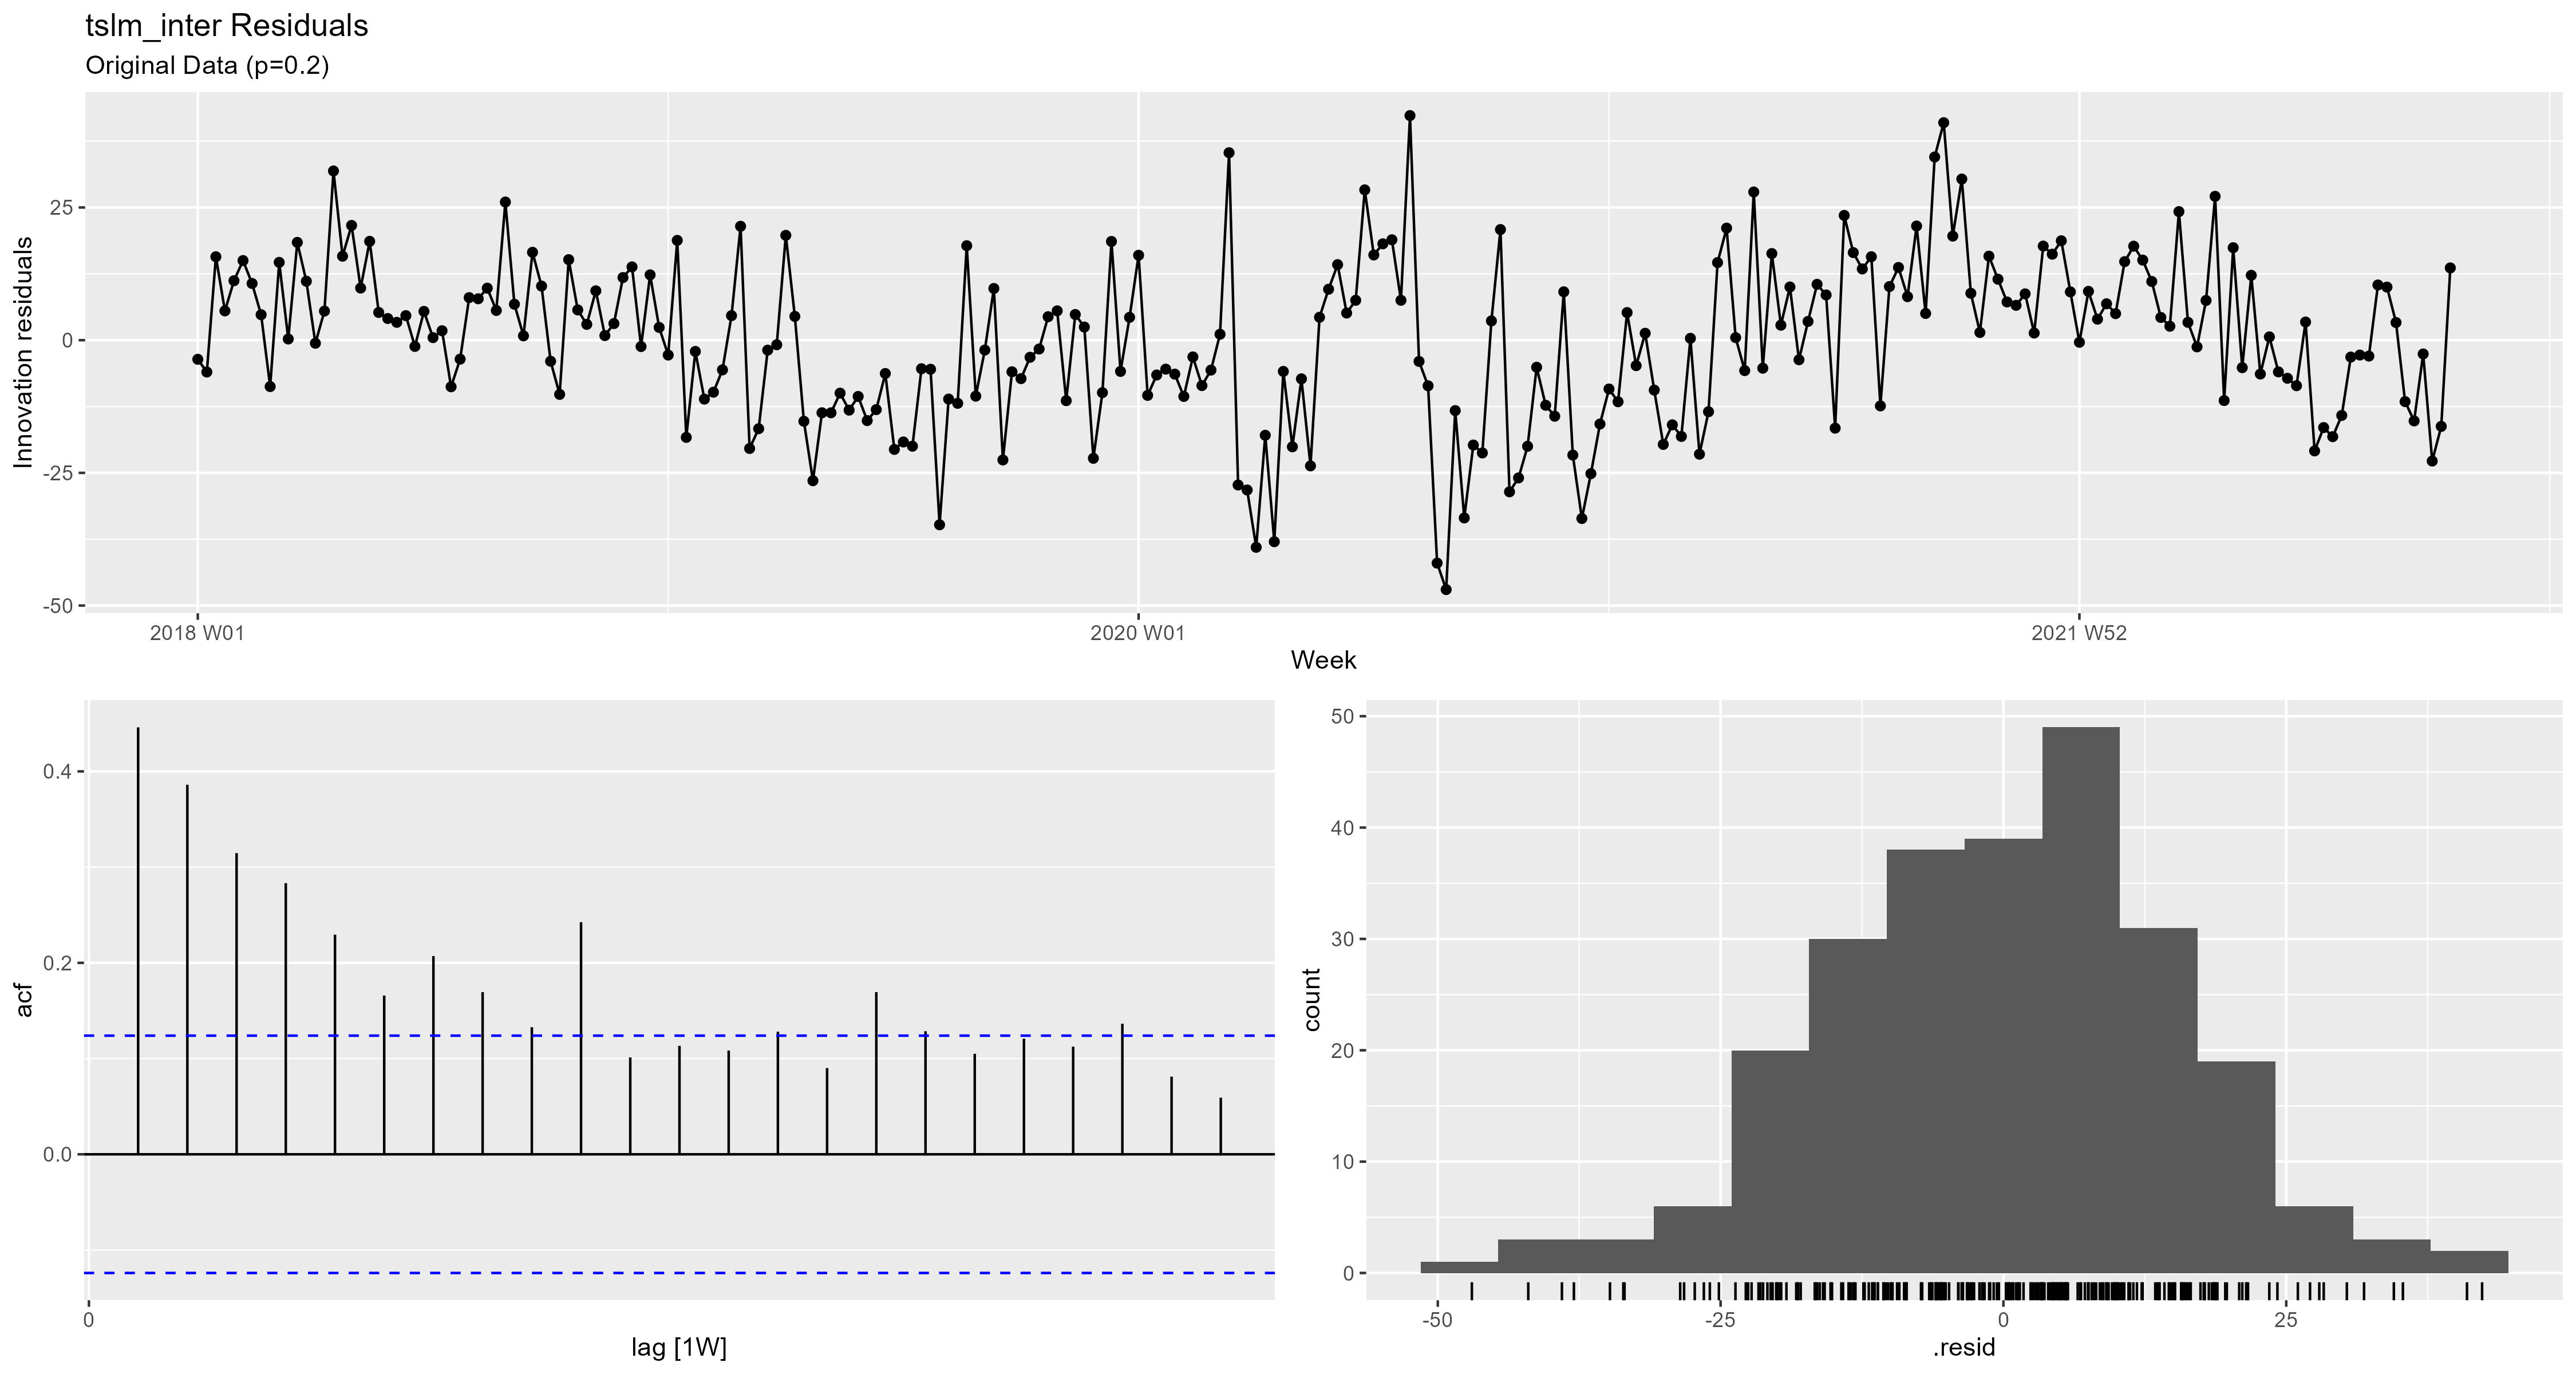 tslm_inter Residuals
Original Data (p=0.2)
Innovation residuals
25
0
-25
-50
2018 W01
2020 W01
2021 W52
Week
acf
0.4
0.2
0.0
0
lag [1W]
count
50
40
30
20
10
0
-50
-25
0
25
.resid